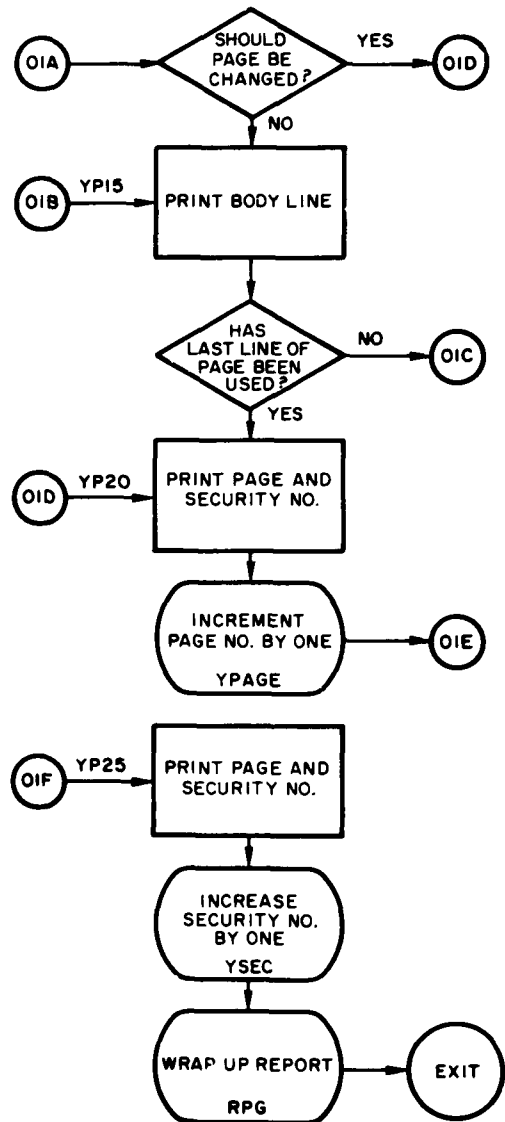 SHOULD
PAGE BE
CHANGED?
YES
01A
01D
NO
YP15
01B
PRINT BODY LINE
HAS
LAST LINE OF
PAGE BEEN
USED?
NO
01C
YES
YP20
01D
PRINT PAGE AND
SECURITY NO.
INCREMENT
PAGE NO. BY ONE
YPAGE
01E
YP25
01F
PRINT PAGE AND
SECURITY NO.
INCREASE
SECURITY NO.
BY ONE
YSEC
WRAP UP REPORT
RPG
EXIT